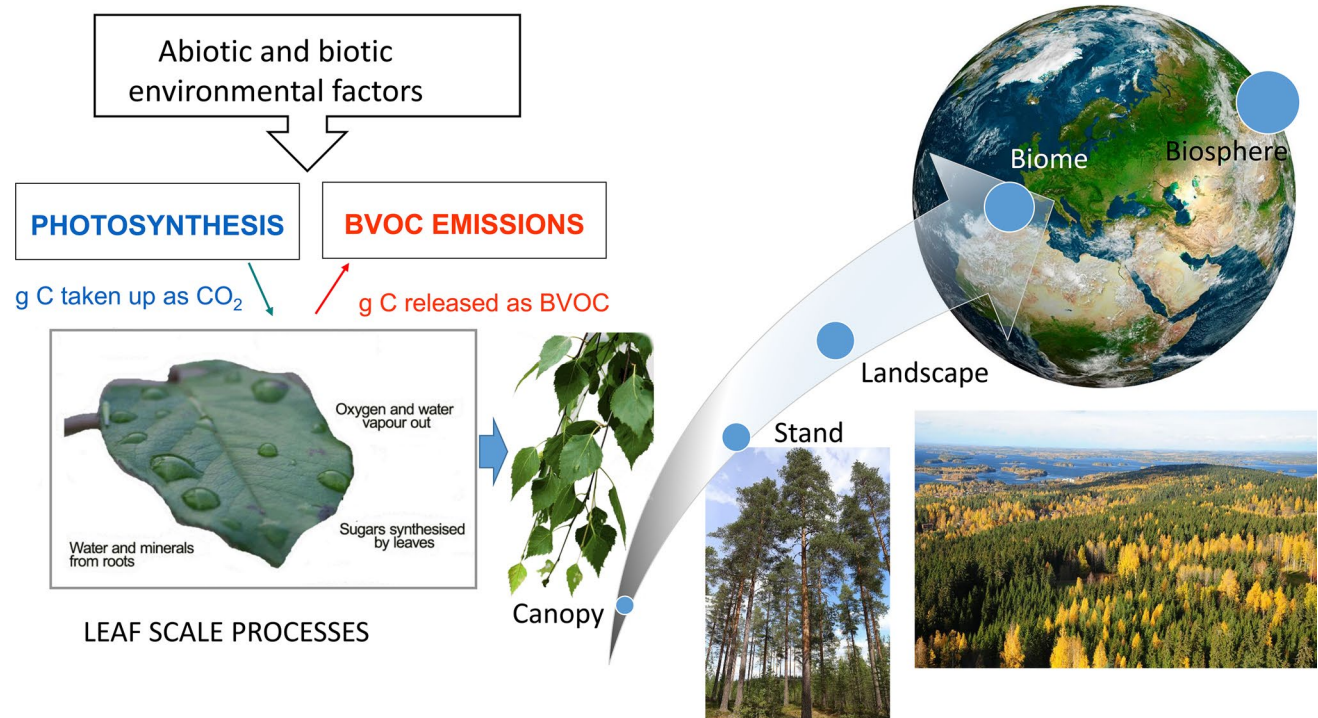 Abiotic and biotic
environmental factors
PHOTOSYNTHESIS
BVOC EMISSIONS
g C taken up as CO₂
g C released as BVOC
Oxygen and water
vapour out
Sugars synthesised
by leaves
Water and minerals
from roots
LEAF SCALE PROCESSES
Canopy
Stand
Landscape
Biome
Biosphere